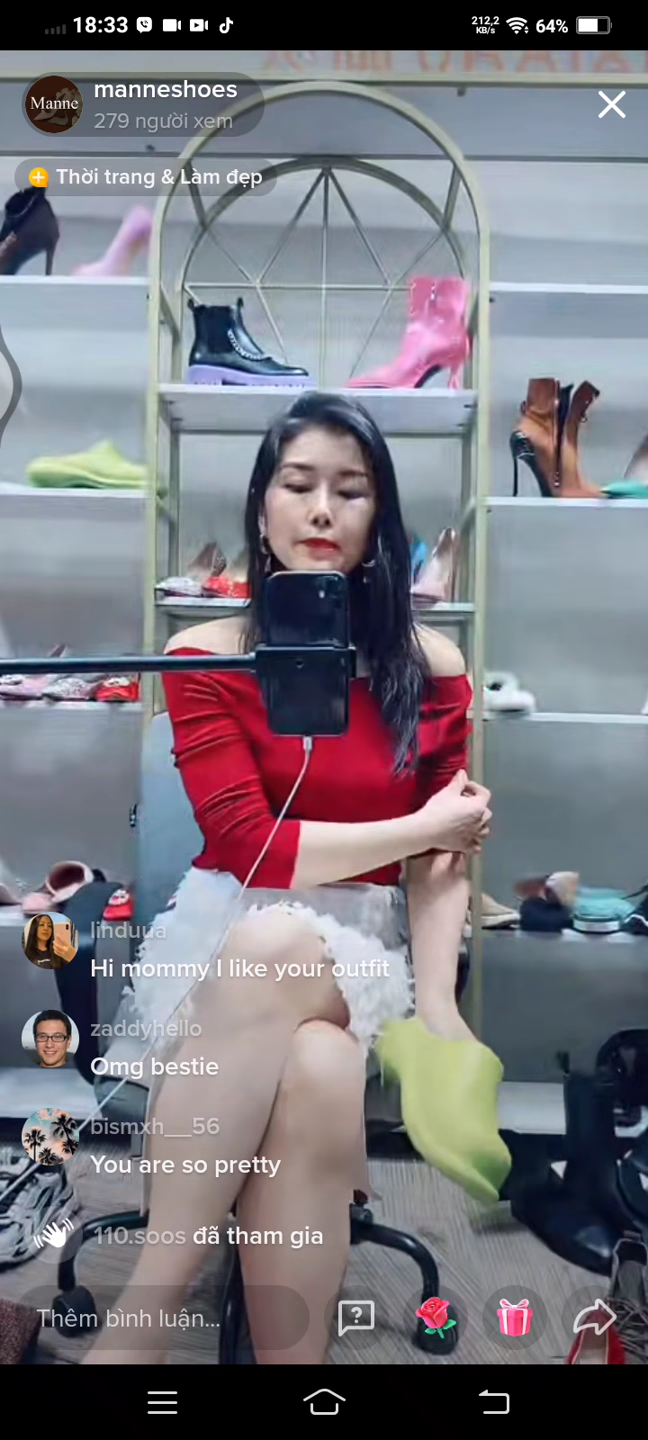 18:33
212,2
KB/s
64%
Manne
manneshoes
279 người xem
Thời trang & Làm đẹp
linduúa
Hi mommy I like your outfit
zaddyhello
Omg bestie
bismxh__56
You are so pretty
110.soos đã tham gia
Thêm bình luận...